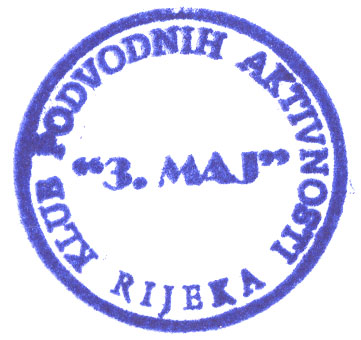 KLUB PODVODNIH AKTIVNOSTI
"3. MAJ"
RIJEKA